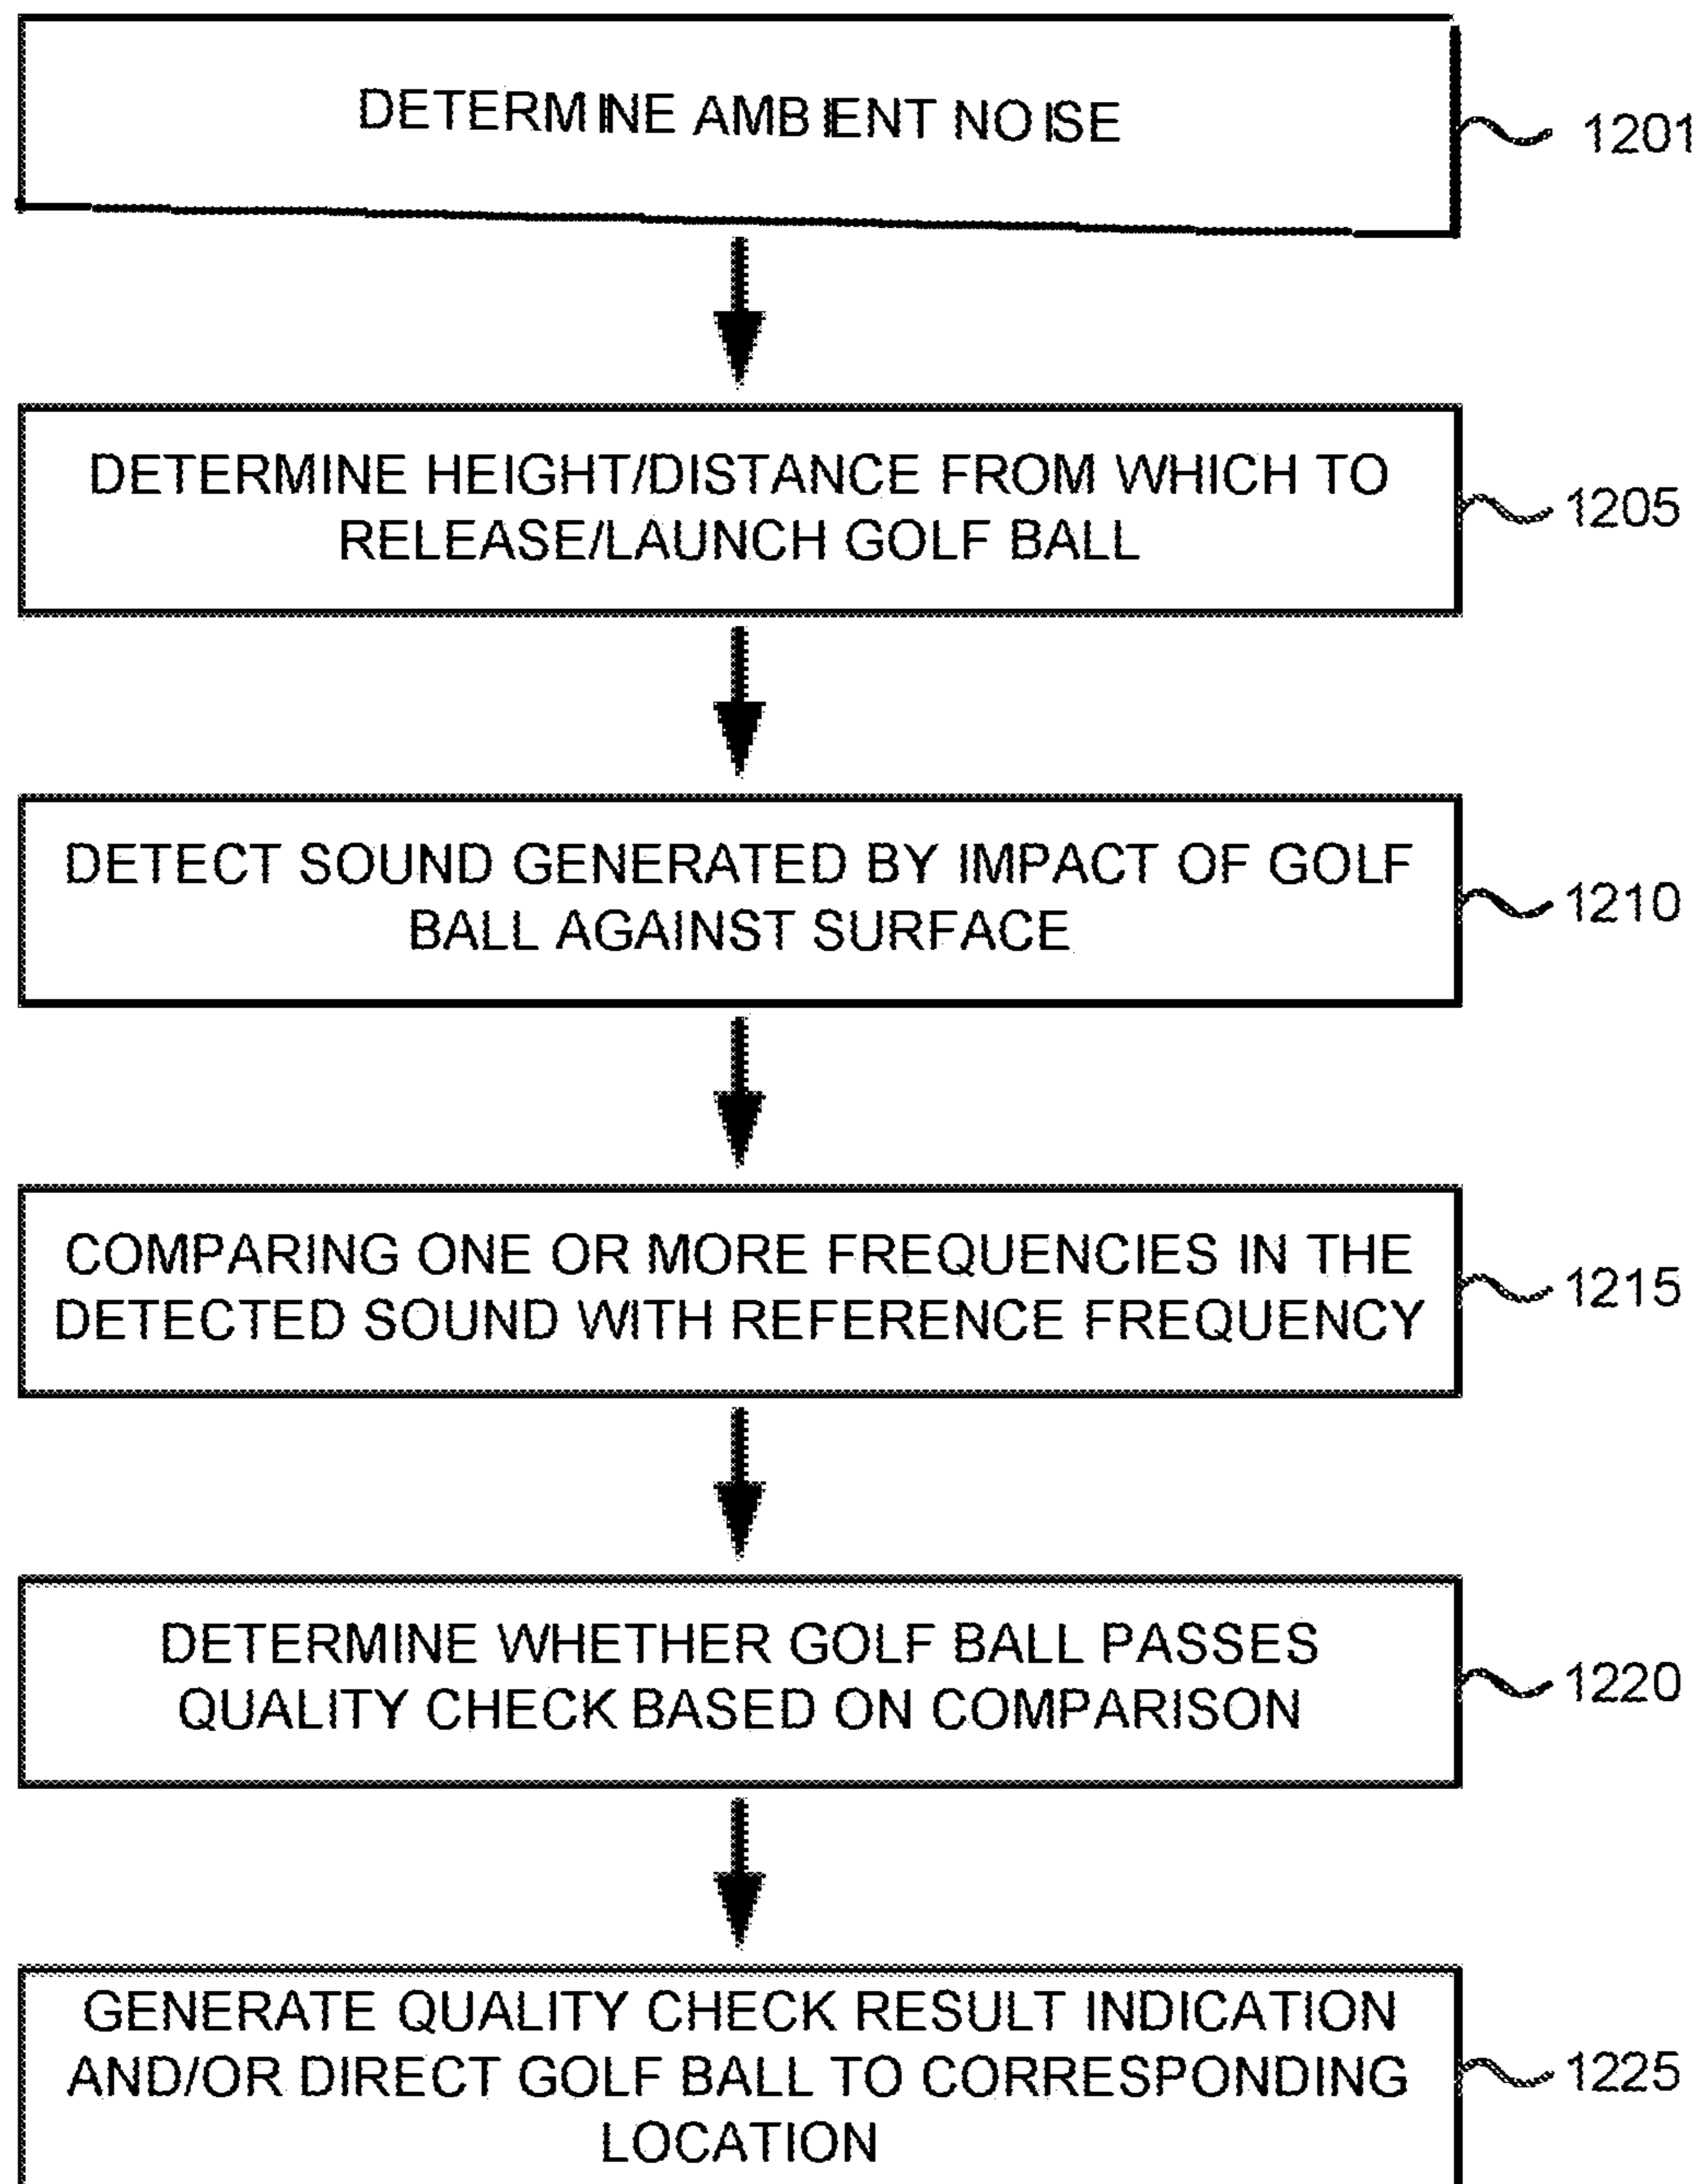 DETERMINE AMBIENT NOISE
1201
DETERMINE HEIGHT/DISTANCE FROM WHICH TO
RELEASE/LAUNCH GOLF BALL
1205
DETECT SOUND GENERATED BY IMPACT OF GOLF
BALL AGAINST SURFACE
1210
COMPARING ONE OR MORE FREQUENCIES IN THE
DETECTED SOUND WITH REFERENCE FREQUENCY
1215
DETERMINE WHETHER GOLF BALL PASSES
QUALITY CHECK BASED ON COMPARISON
1220
GENERATE QUALITY CHECK RESULT INDICATION
AND/OR DIRECT GOLF BALL TO CORRESPONDING
LOCATION
1225